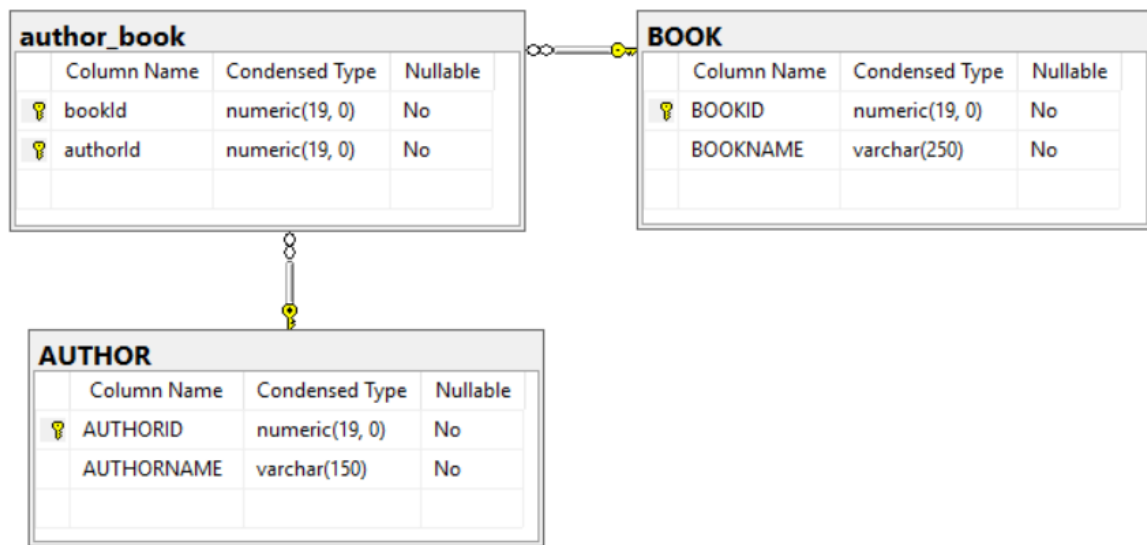 author_book
Column Name Condensed Type Nullable
bookId numeric(19, 0) No
authorId numeric(19, 0) No
BOOK
Column Name Condensed Type Nullable
BOOKID numeric(19, 0) No
BOOKNAME varchar(250) No
AUTHOR
Column Name Condensed Type Nullable
AUTHORID numeric(19, 0) No
AUTHORNAME varchar(150) No